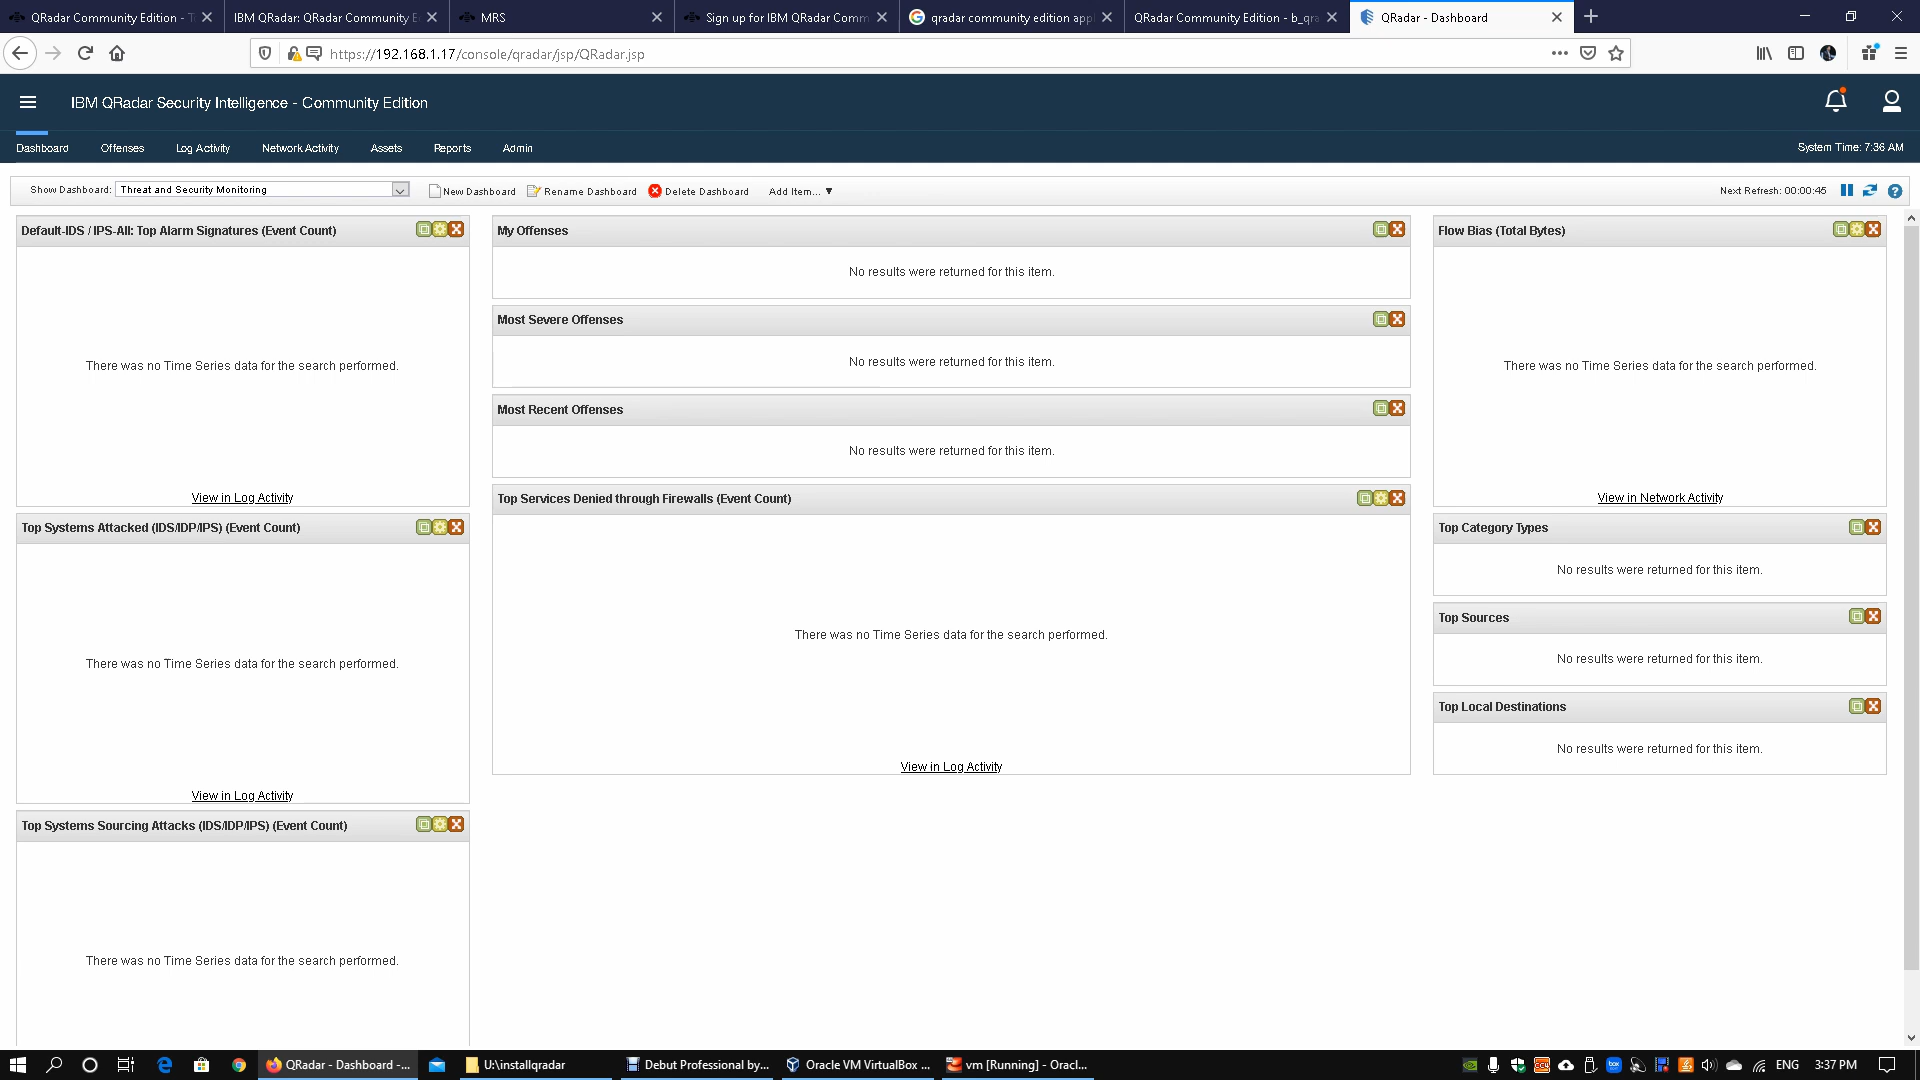 QRadar Community Edition - T
IBM QRadar: QRadar Community E
MRS
Sign up for IBM QRadar Comm
qradar community edition app
QRadar Community Edition - b_qra
QRadar - Dashboard
https://192.168.1.17/console/qradar/jsp/QRadar.jsp
IBM QRadar Security Intelligence - Community Edition
Dashboard
Offenses
Log Activity
Network Activity
Assets
Reports
Admin
System Time: 7:36 AM
Show Dashboard: Threat and Security Monitoring
New Dashboard
Rename Dashboard
Delete Dashboard
Add Item...
Next Refresh: 00:00:45
Default-IDS / IPS-All: Top Alarm Signatures (Event Count)
There was no Time Series data for the search performed.
View in Log Activity
Top Systems Attacked (IDS/IDP/IPS) (Event Count)
There was no Time Series data for the search performed.
View in Log Activity
Top Systems Sourcing Attacks (IDS/IDP/IPS) (Event Count)
There was no Time Series data for the search performed.
My Offenses
No results were returned for this item.
Most Severe Offenses
No results were returned for this item.
Most Recent Offenses
No results were returned for this item.
Top Services Denied through Firewalls (Event Count)
There was no Time Series data for the search performed.
View in Log Activity
Flow Bias (Total Bytes)
There was no Time Series data for the search performed.
View in Network Activity
Top Category Types
No results were returned for this item.
Top Sources
No results were returned for this item.
Top Local Destinations
No results were returned for this item.
QRadar - Dashboard -...
U:\installqradar
Debut Professional by...
Oracle VM VirtualBox ...
vm [Running] - Oracl...
ENG
3:37 PM